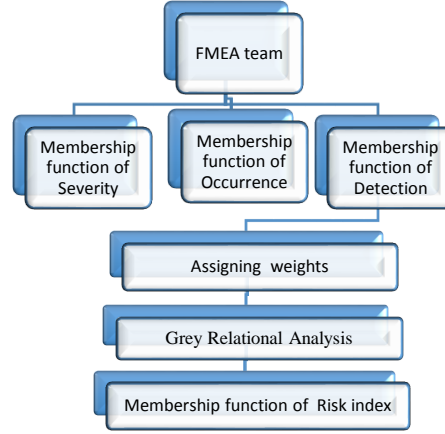 FMEA team
Membership
function of
Severity
Membership
function of
Occurrence
Membership
function of
Detection
Assigning weights
Grey Relational Analysis
Membership function of Risk index